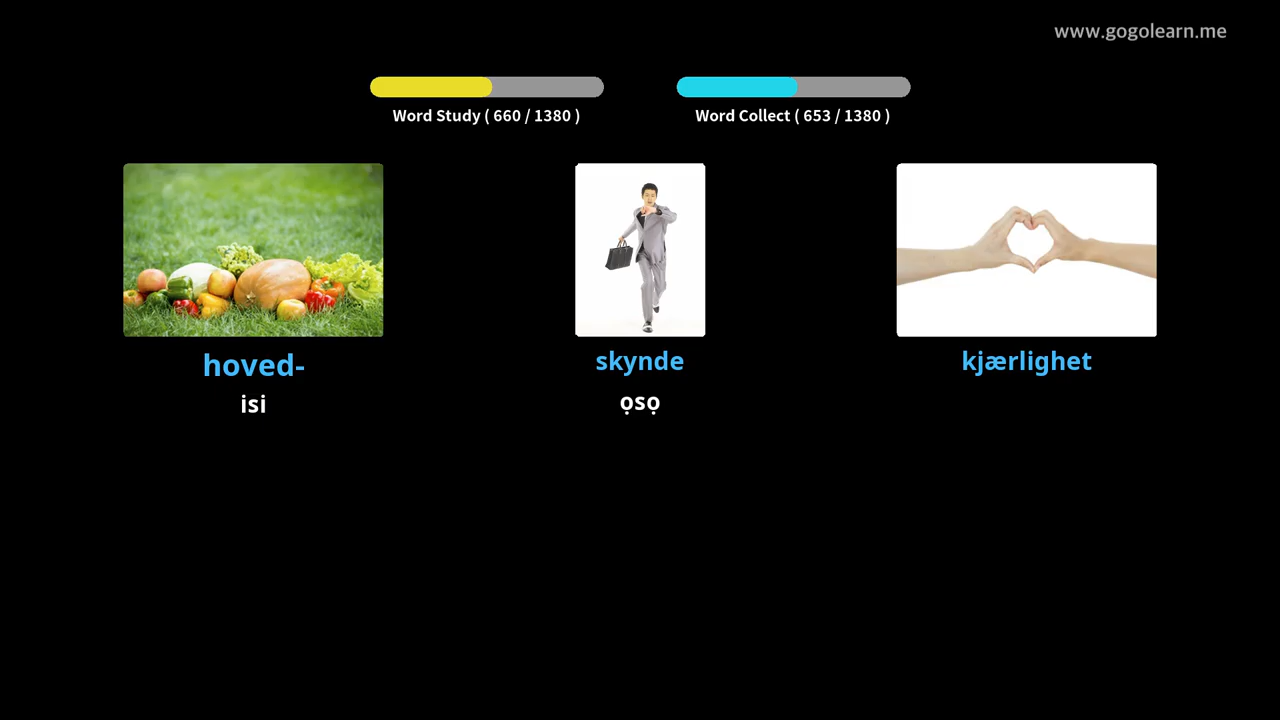 www.gogolearn.me
Word Study ( 660 / 1380 )
Word Collect ( 653 / 1380 )
hoved-
isi
skynde
ọsọ
kjærlighet